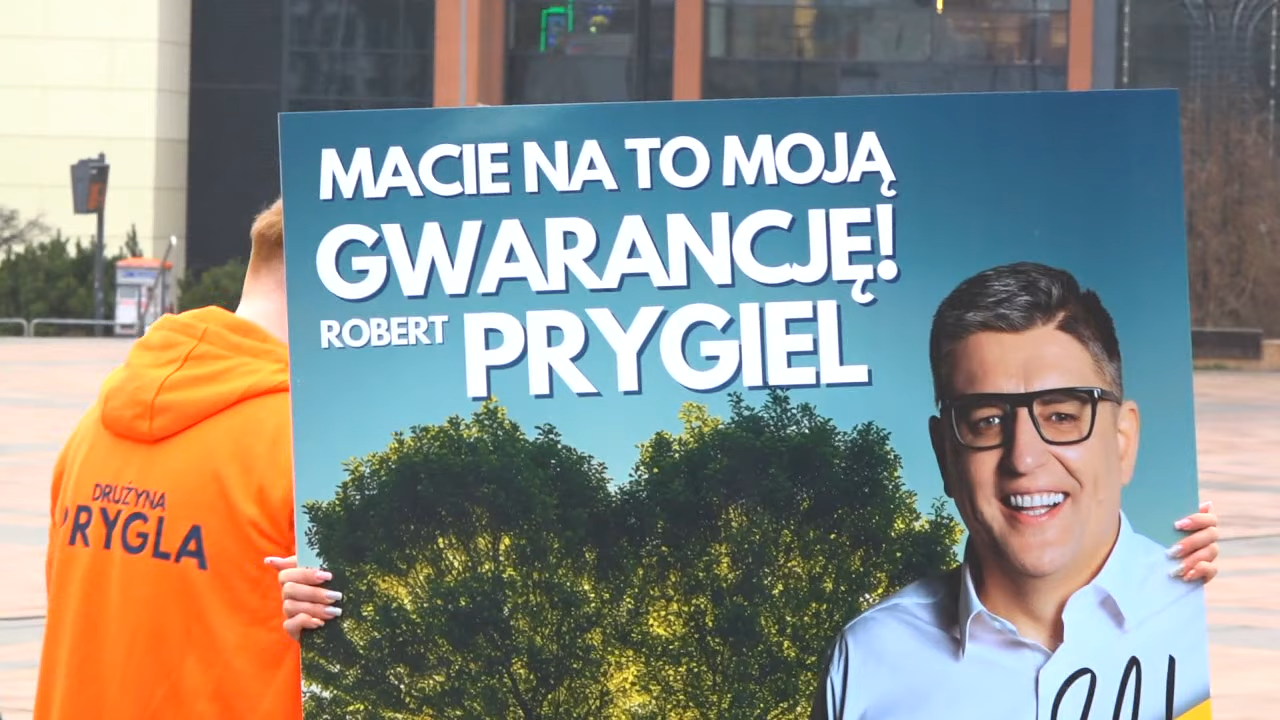 MACIE NA TO MOJĄ
GWARANCJĘ!
ROBERT PRYGIEL
DRUŻYNA
PRYGLA